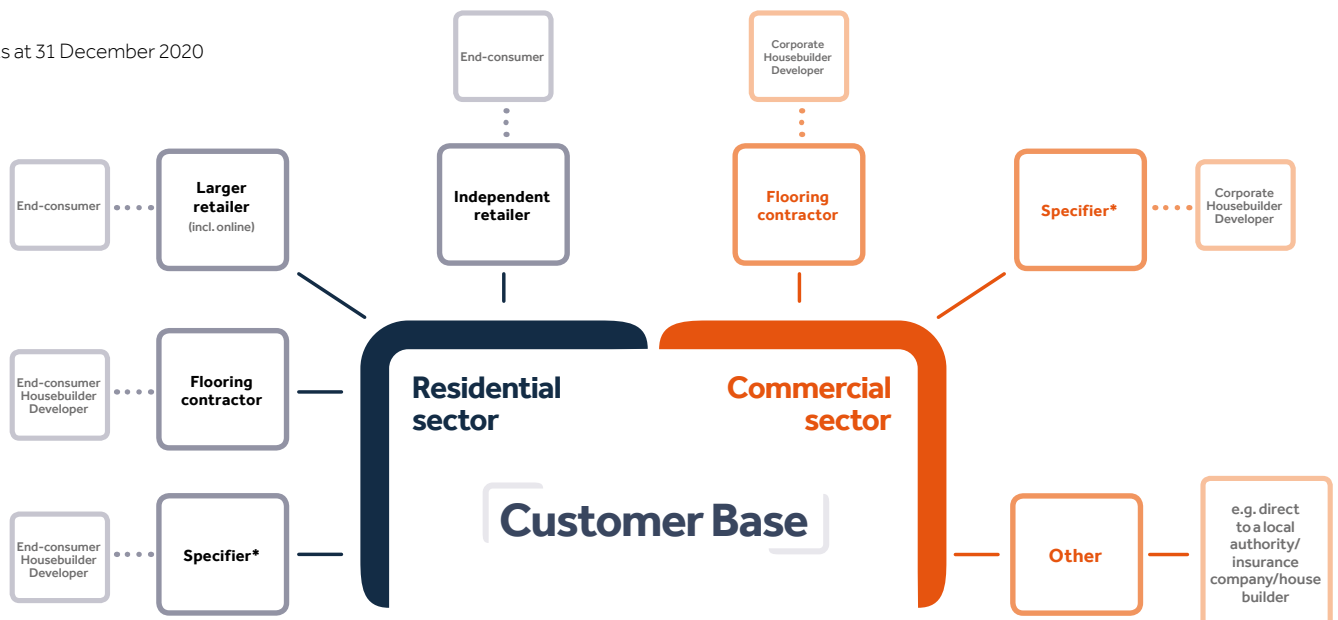 s at 31 December 2020
End-consumer
Corporate
Housebuilder
Developer
End-consumer
Larger
retailer
(incl. online)
Independent
retailer
Flooring
contractor
Specifier*
Corporate
Housebuilder
Developer
End-consumer
Housebuilder
Developer
Flooring
contractor
Residential
sector
Commercial
sector
Customer Base
End-consumer
Housebuilder
Developer
Specifier*
Other
e.g. direct
to a local
authority/
insurance
company/house
builder